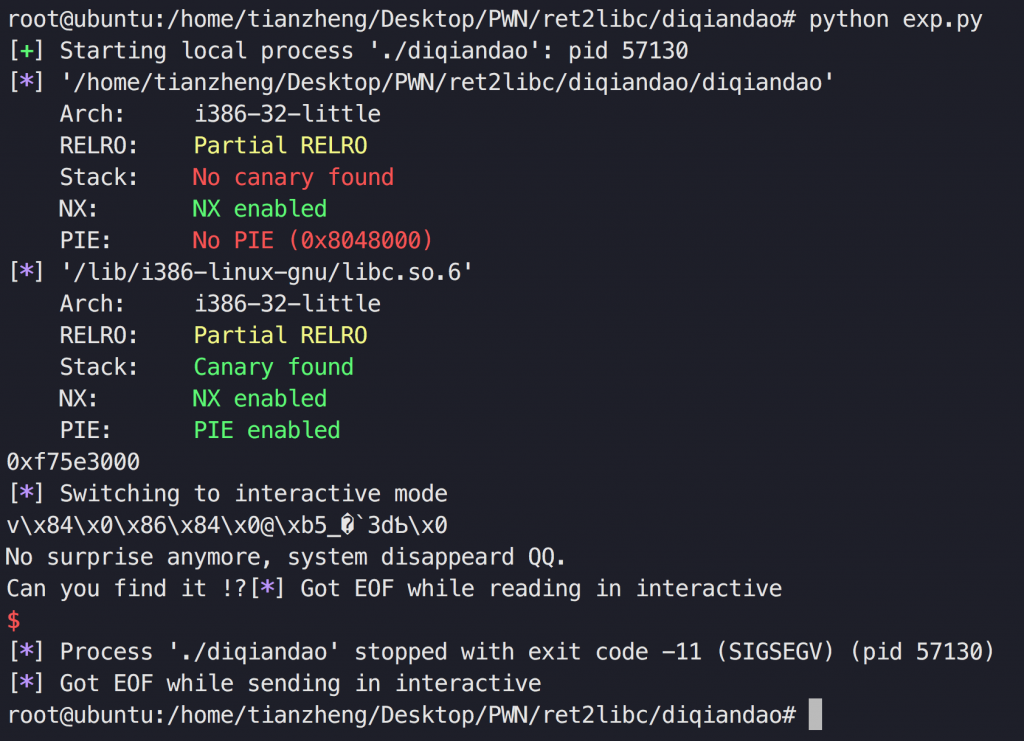 root@ubuntu:/home/tianzheng/Desktop/PWN/ret2libc/diqiandao# python exp.py
[+] Starting local process './diqiandao': pid 57130
[*] '/home/tianzheng/Desktop/PWN/ret2libc/diqiandao/diqiandao'
    Arch:     i386-32-little
    RELRO:    Partial RELRO
    Stack:    No canary found
    NX:       NX enabled
    PIE:      No PIE (0x8048000)
[*] '/lib/i386-linux-gnu/libc.so.6'
    Arch:     i386-32-little
    RELRO:    Partial RELRO
    Stack:    Canary found
    NX:       NX enabled
    PIE:      PIE enabled
0xf75e3000
[*] Switching to interactive mode
v\x84\x0\x86\x84\x0@\xb5_�`3dЪ\x0
No surprise anymore, system disappeard QQ.
Can you find it !?[*] Got EOF while reading in interactive
$
[*] Process './diqiandao' stopped with exit code -11 (SIGSEGV) (pid 57130)
[*] Got EOF while sending in interactive
root@ubuntu:/home/tianzheng/Desktop/PWN/ret2libc/diqiandao#